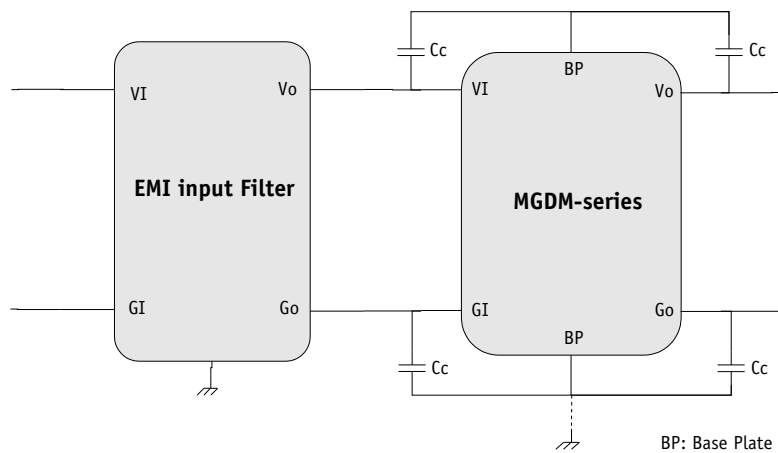 Cc
Cc
BP
VI
Vo
VI
Vo
EMI input Filter
MGDM-series
GI
Go
GI
Go
BP
Cc
Cc
BP: Base Plate